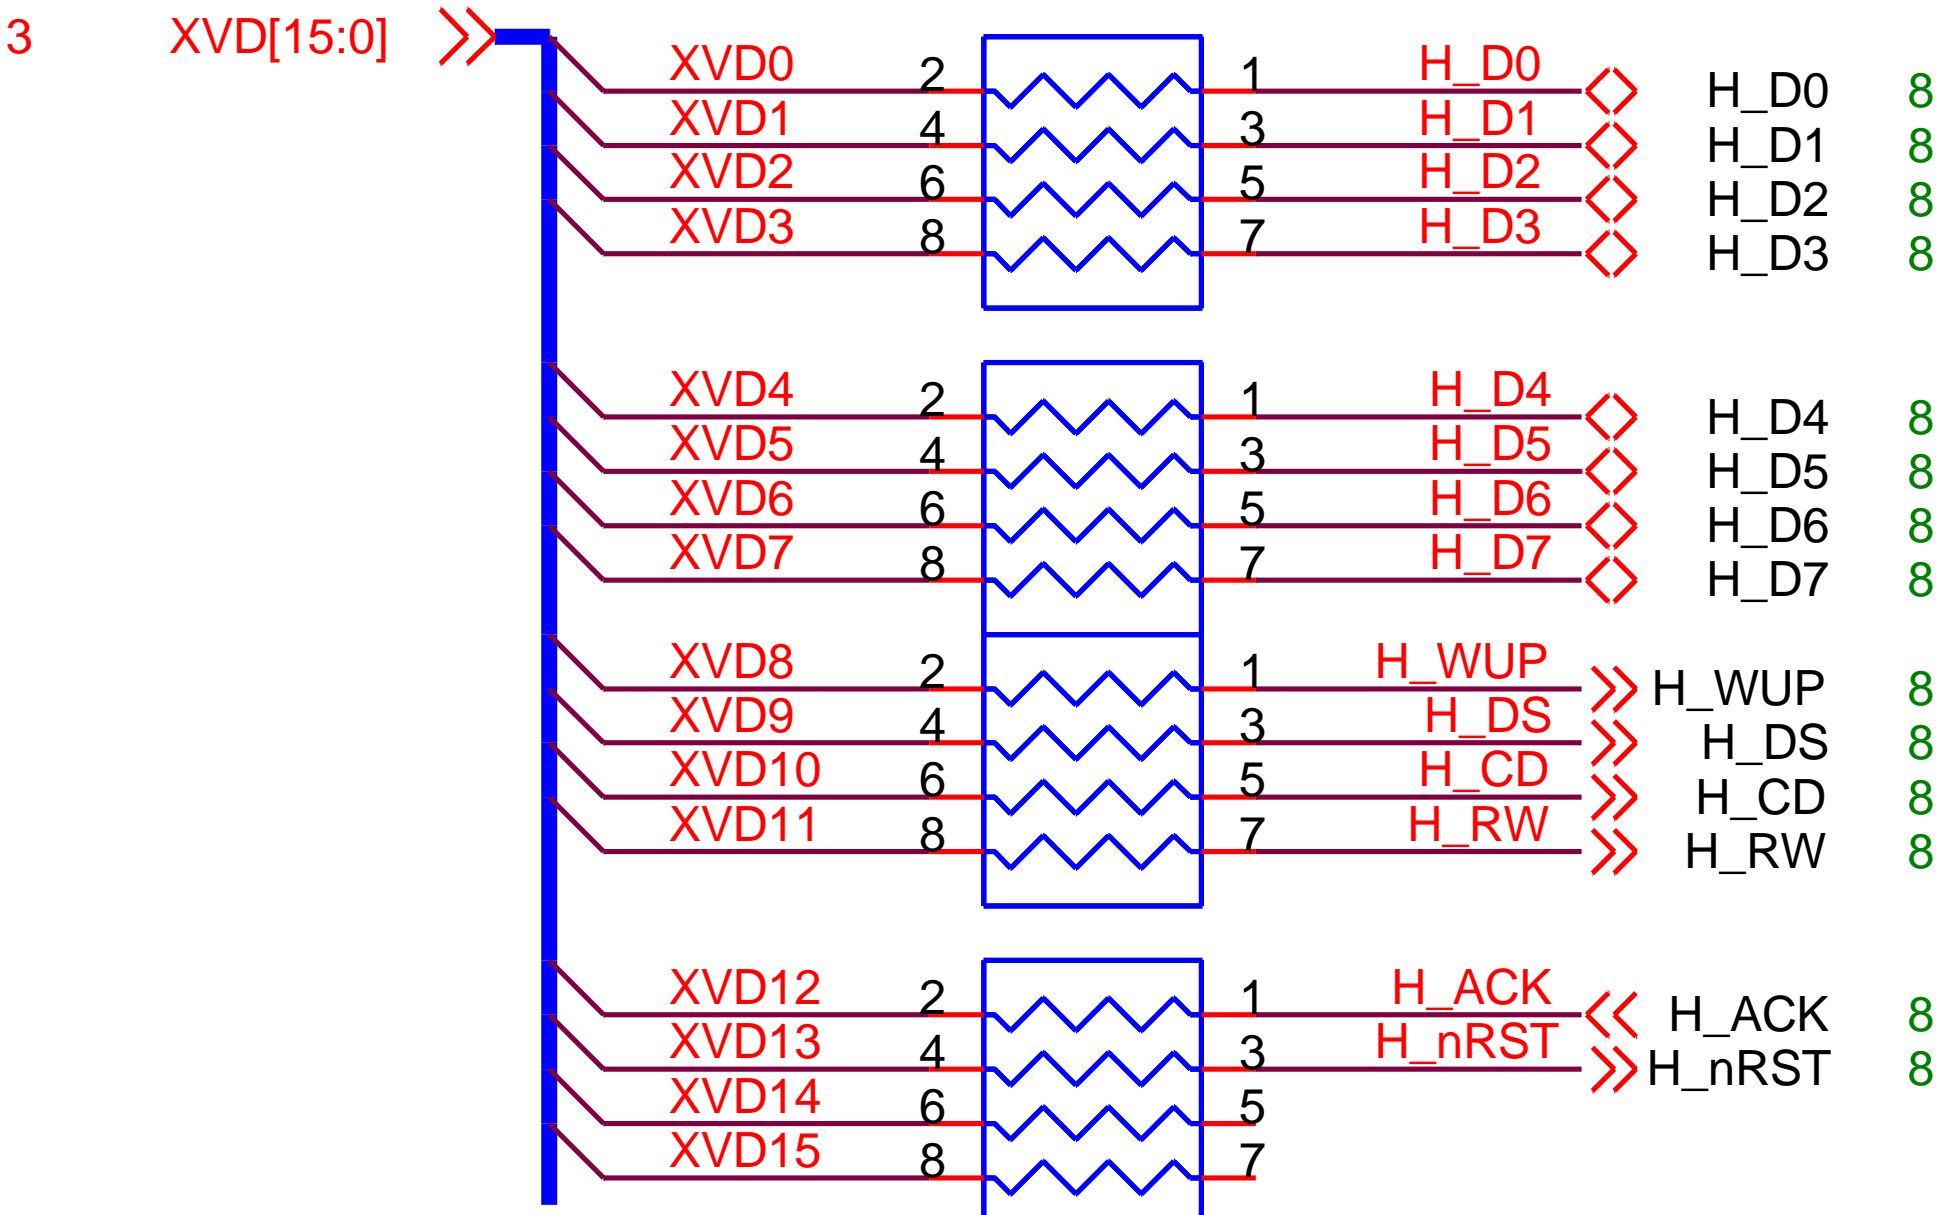 3 XVD[15:0]
XVD0 2 1 H_D0 H_D0 8
XVD1 4 3 H_D1 H_D1 8
XVD2 6 5 H_D2 H_D2 8
XVD3 8 7 H_D3 H_D3 8
XVD4 2 1 H_D4 H_D4 8
XVD5 4 3 H_D5 H_D5 8
XVD6 6 5 H_D6 H_D6 8
XVD7 8 7 H_D7 H_D7 8
XVD8 2 1 H_WUP H_WUP 8
XVD9 4 3 H_DS H_DS 8
XVD10 6 5 H_CD H_CD 8
XVD11 8 7 H_RW H_RW 8
XVD12 2 1 H_ACK H_ACK 8
XVD13 4 3 H_nRST H_nRST 8
XVD14 6 5
XVD15 8 7